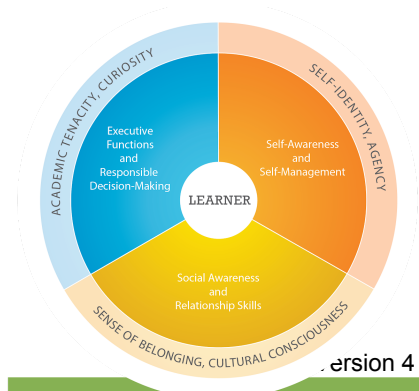 ACADEMIC TENACITY, CURIOSITY
SELF-IDENTITY, AGENCY
Executive
Functions
and
Responsible
Decision-Making
Self-Awareness
and
Self-Management
LEARNER
Social Awareness
and
Relationship Skills
SENSE OF BELONGING, CULTURAL CONSCIOUSNESS
ersion 4